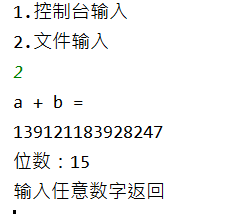 1.控制台输入
2.文件输入
2
a + b =
139121183928247
位数：15
输入任意数字返回